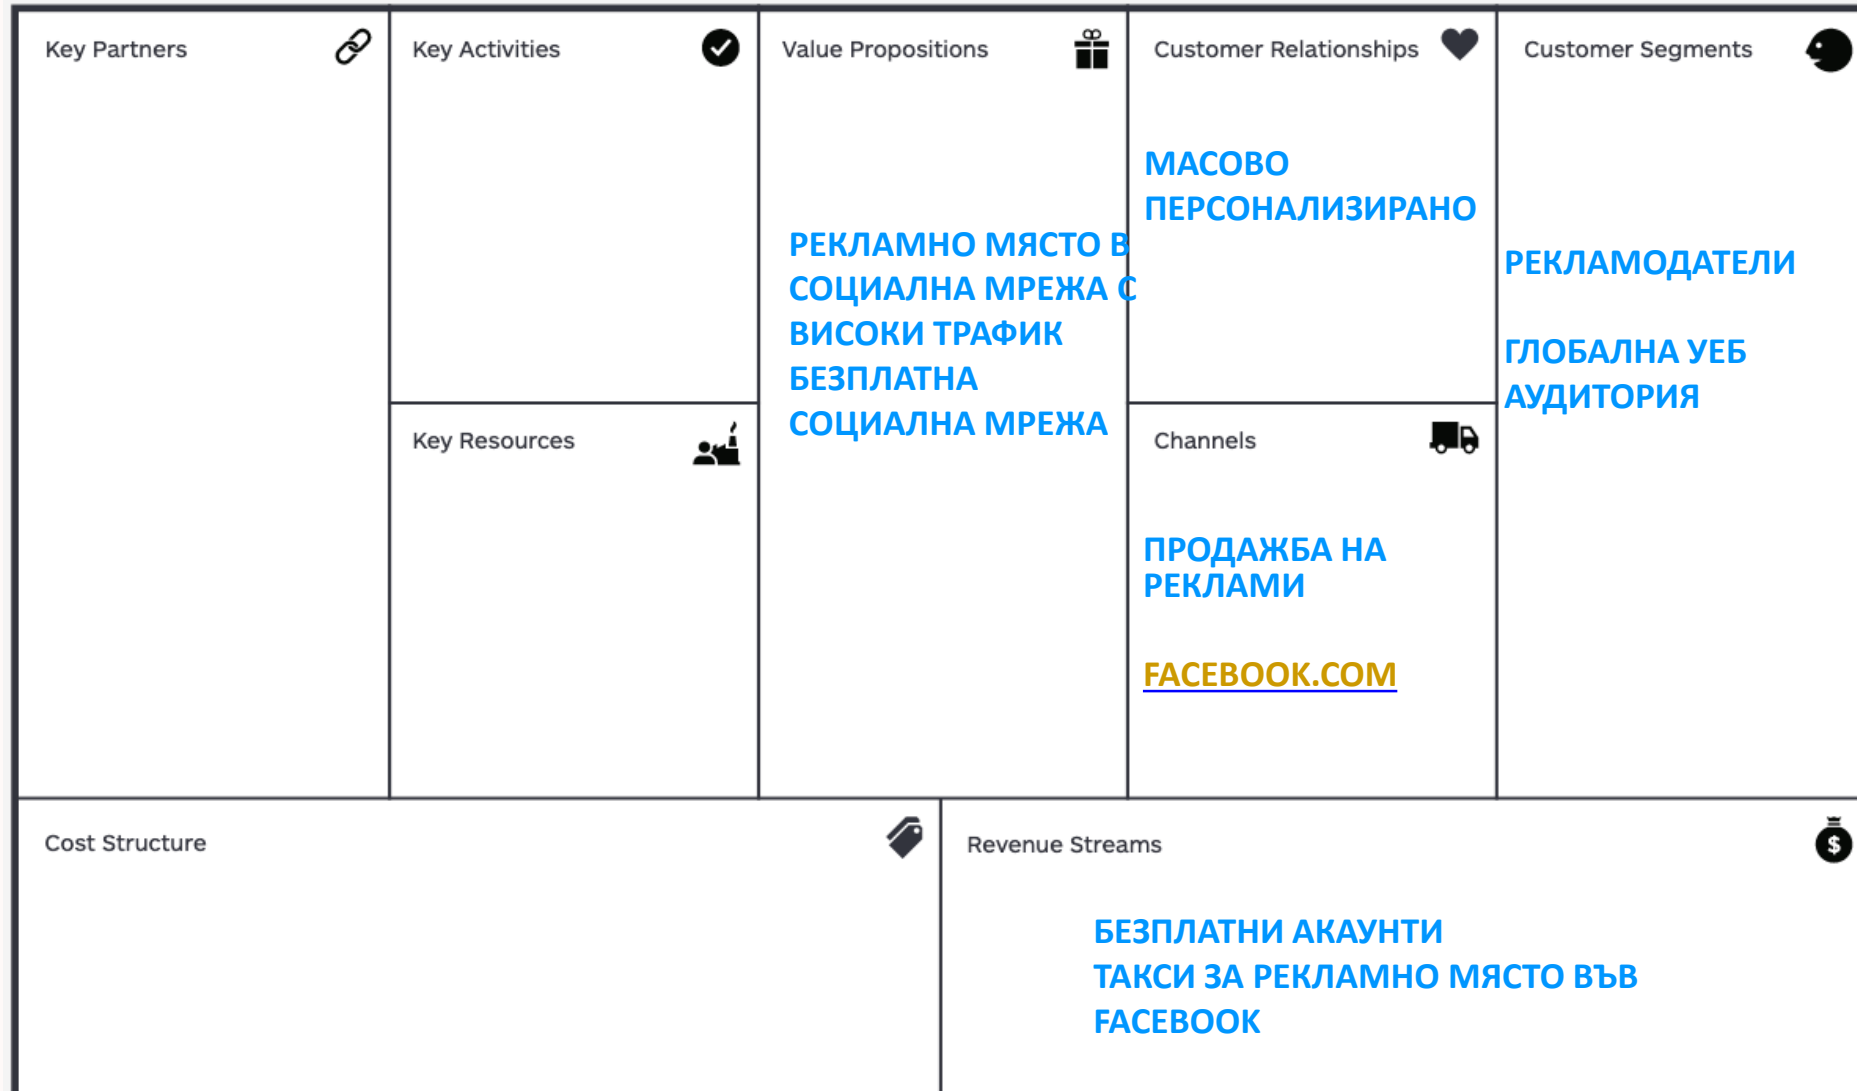 Key Partners
Key Activities
Value Propositions
РЕКЛАМНО МЯСТО В
СОЦИАЛНА МРЕЖА С
ВИСОКИ ТРАФИК
БЕЗПЛАТНА
СОЦИАЛНА МРЕЖА
Customer Relationships
МАСОВО
ПЕРСОНАЛИЗИРАНО
Customer Segments
РЕКЛАМОДАТЕЛИ
ГЛОБАЛНА УЕБ
АУДИТОРИЯ
Key Resources
Channels
ПРОДАЖБА НА
РЕКЛАМИ
FACEBOOK.COM
Cost Structure
Revenue Streams
$
БЕЗПЛАТНИ АКАУНТИ
ТАКСИ ЗА РЕКЛАМНО МЯСТО ВЪВ
FACEBOOK